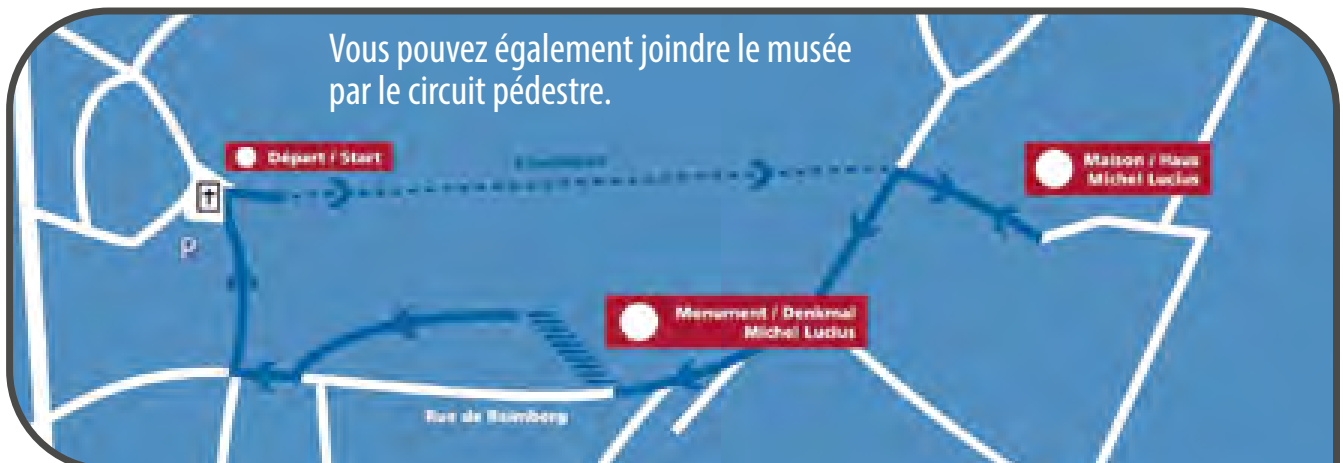 Vous pouvez également joindre le musée
par le circuit pédestre.
Départ / Start
Maison / Haus
Michel Lucius
P
Monument / Denkmal
Michel Lucius
Rue de Reimberg